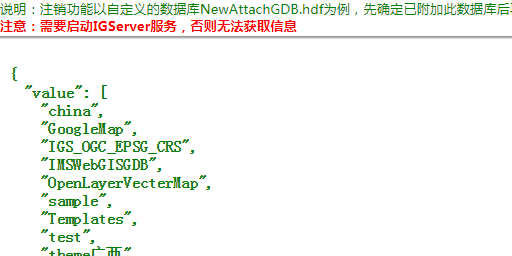 说明：注销功能以自定义的数据库NewAttachGDB.hdf为例，先确定已附加此数据库后
注意：需要启动IGServer服务，否则无法获取信息
{
"value": [
"china",
"GoogleMap",
"IGS_OGC_EPSG_CRS",
"IMSWebGISGDB",
"OpenLayerVecterMap",
"sample",
"Templates",
"test",
"theme广西"